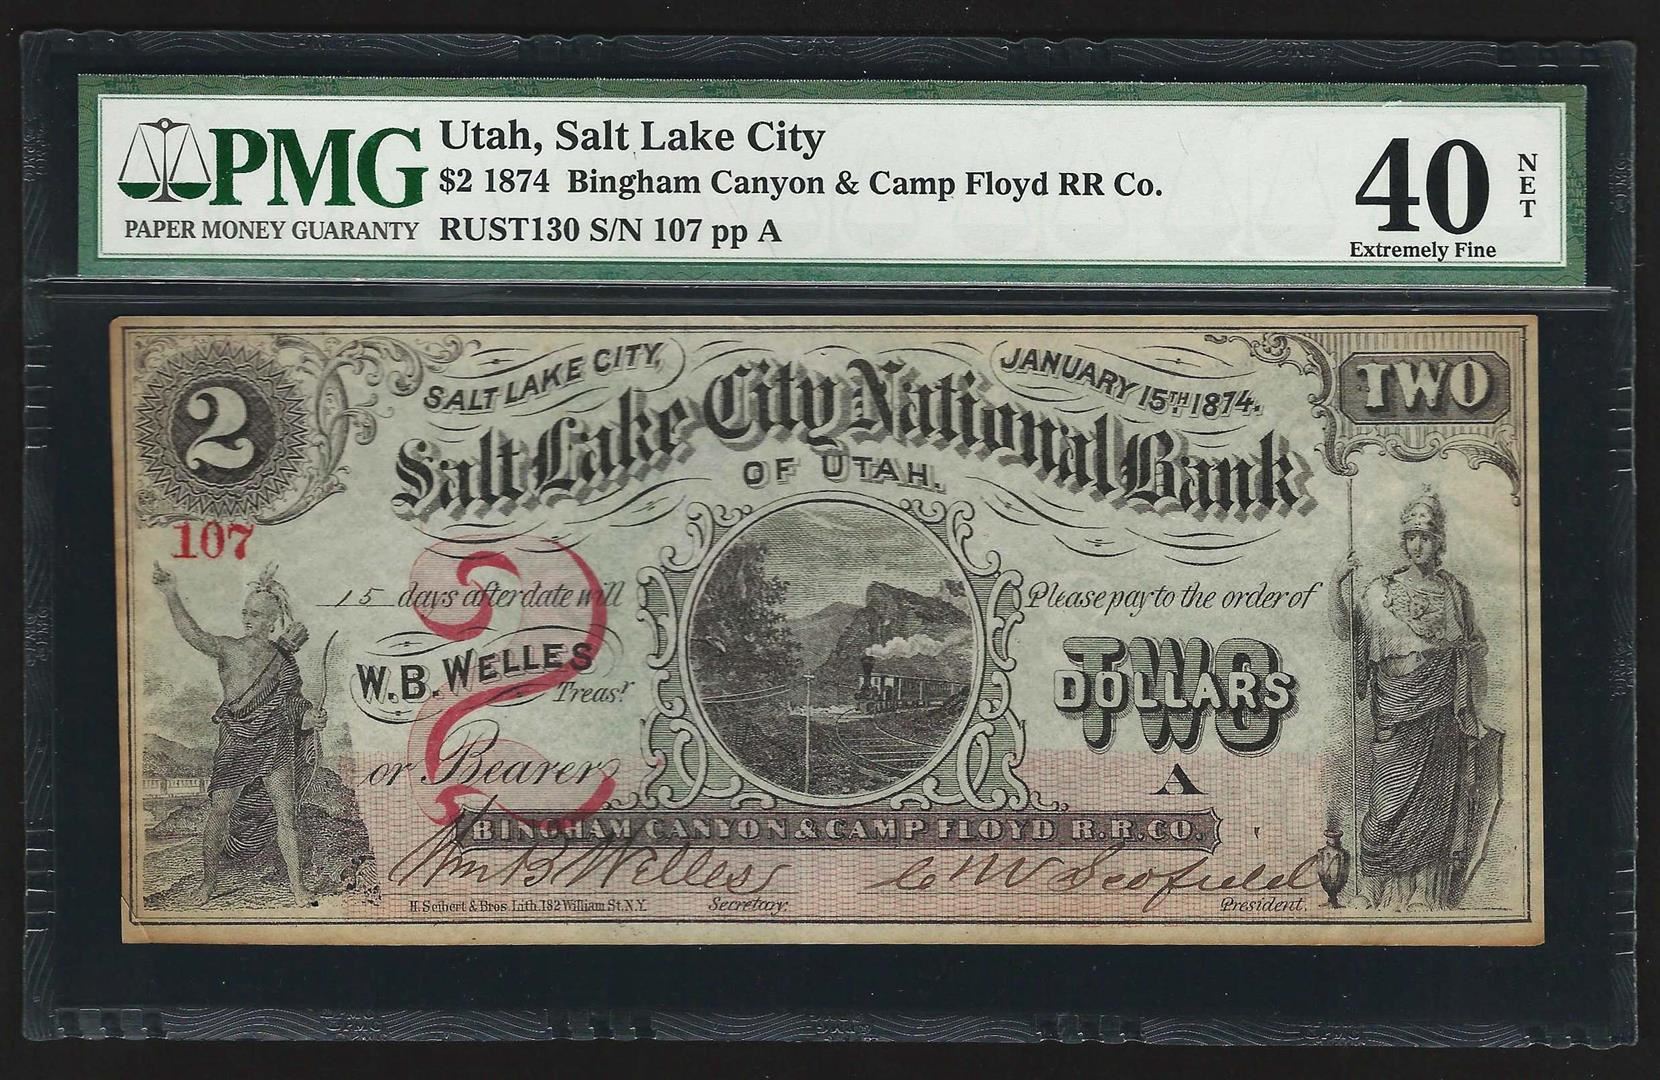 PMG
PAPER MONEY GUARANTY
Utah, Salt Lake City
$2 1874 Bingham Canyon & Camp Floyd RR Co.
RUST130 S/N 107 pp A
40
NET
Extremely Fine
2
SALT LAKE CITY,
JANUARY 15TH 1874.
TWO
Salt Lake City National Bank
OF UTAH.
107
2
15 days after date will
Please pay to the order of
W.B. WELLES
Treasr.
TWO
DOLLARS
or Bearer
A
BINGHAM CANYON & CAMP FLOYD R.R.CO.
Wm B Welles
C W Scofield
H. Seibert & Bros. Lith. 182 William St. N.Y.
Secretary.
President.